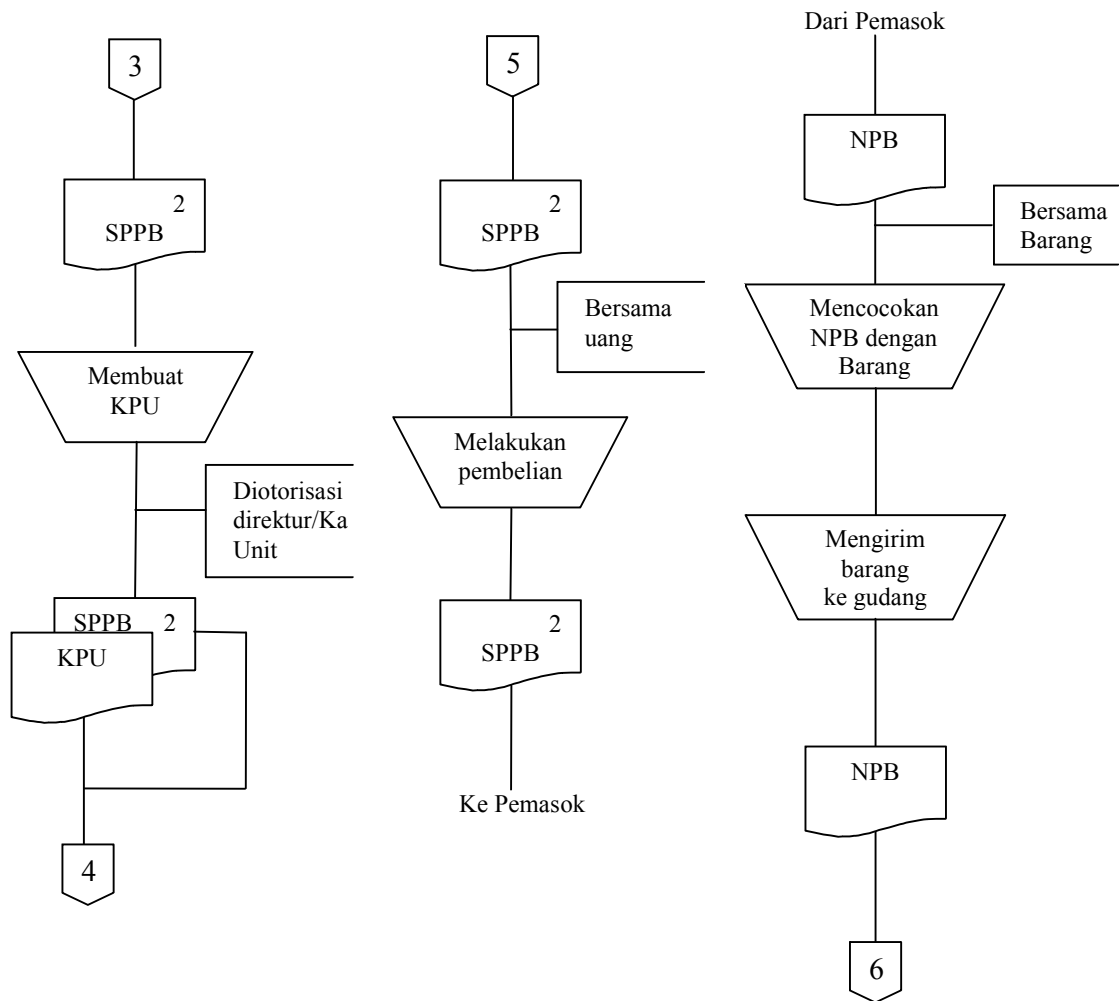 3
2
SPPB
Membuat
KPU
Diotorisasi
direktur/Ka
Unit
SPPB 2
KPU
4
5
2
SPPB
Bersama
uang
Melakukan
pembelian
2
SPPB
Ke Pemasok
Dari Pemasok
NPB
Bersama
Barang
Mencocokan
NPB dengan
Barang
Mengirim
barang
ke gudang
NPB
6